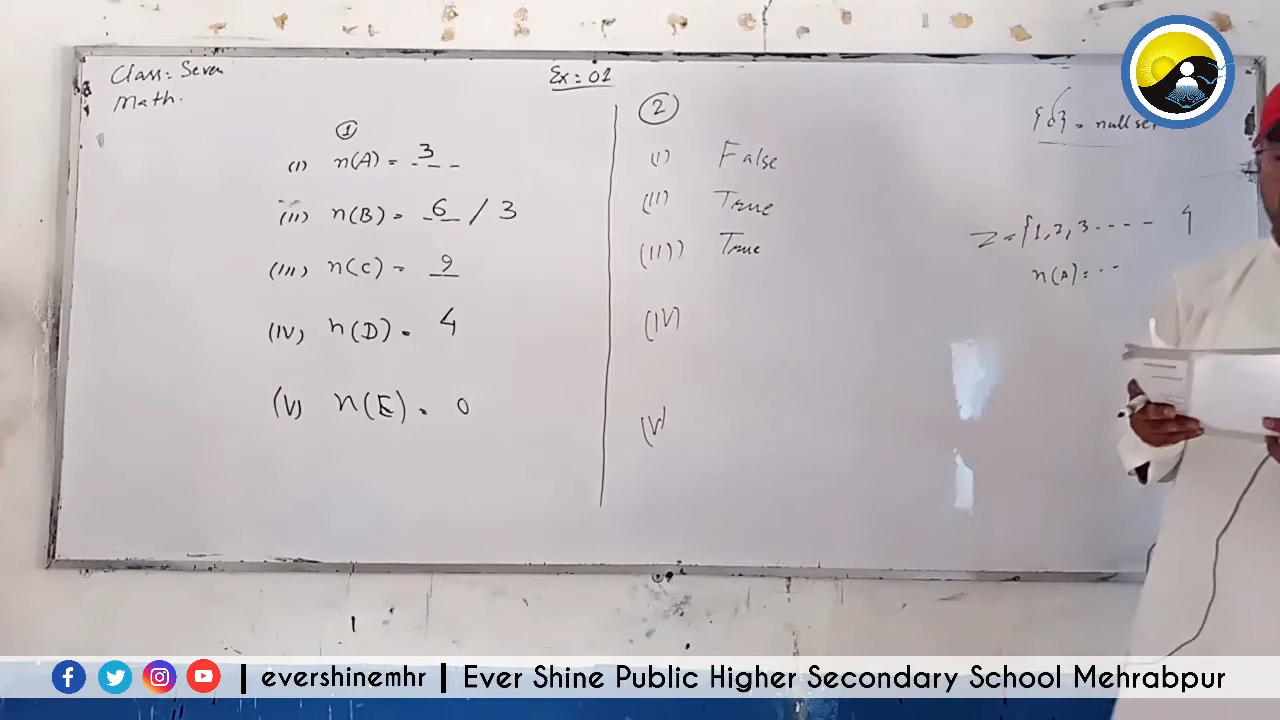 Class: Seven
Math.
Ex: 01
①
(i) n(A) = 3
(ii) n(B) = 6 / 3
(iii) n(C) = 9
(iv) n(D) = 4
(v) n(E) = 0
②
(i) False
(ii) True
(iii) True
(iv)
(v)
= null set
Z = {1, 2, 3 - - - - }
n(A) = --
| evershinemhr | Ever Shine Public Higher Secondary School Mehrabpur